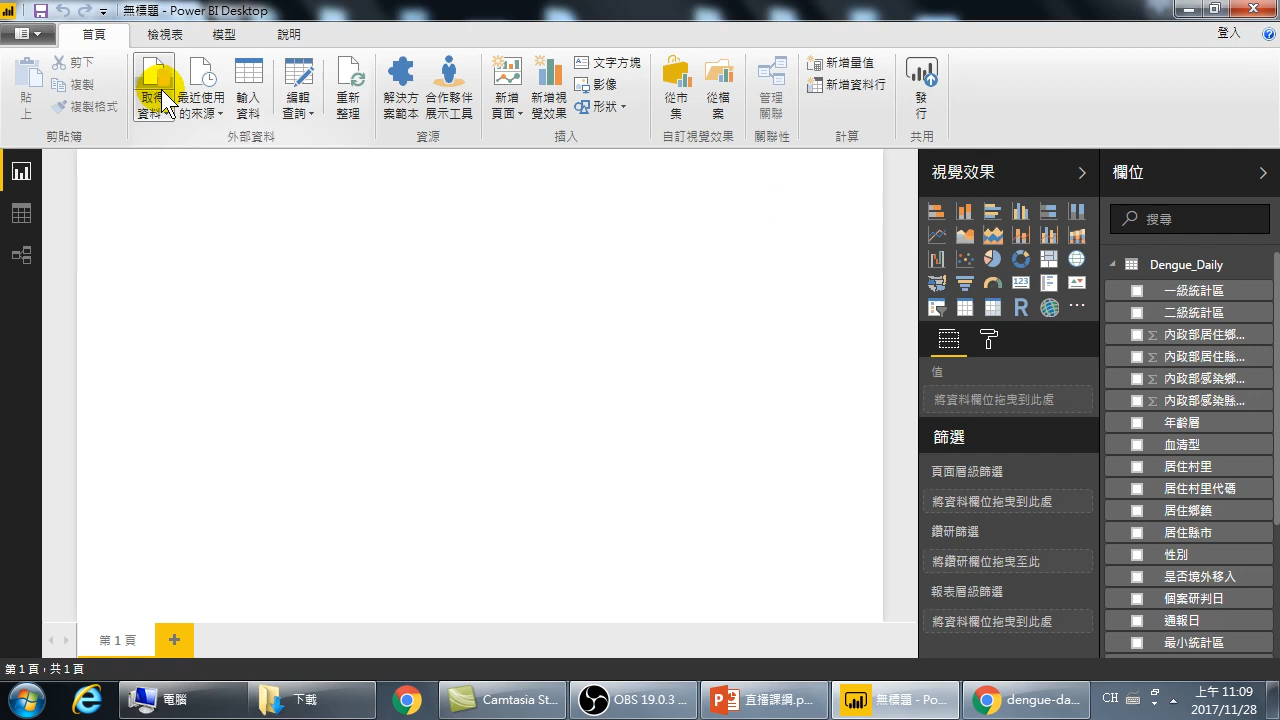 無標題 - Power BI Desktop
首頁 檢視表 模型 說明 登入
貼上 剪下 複製 複製格式
取得資料 最近使用的來源 輸入資料 編輯查詢 重新整理
解決方案範本 合作夥伴展示工具
新增頁面 新增視覺效果 文字方塊 影像 形狀
從市集 從檔案 管理關聯 新增量值 新增資料行 發行
剪貼簿 外部資料 資源 插入 自訂視覺效果 關聯性 計算 共用
視覺效果
R
123
值
將資料欄位拖曳到此處
篩選
頁面層級篩選
將資料欄位拖曳到此處
鑽研篩選
將鑽研欄位拖曳至此
報表層級篩選
將資料欄位拖曳到此處
欄位
搜尋
Dengue_Daily
一級統計區
二級統計區
內政部居住鄉...
內政部居住縣...
內政部感染鄉...
內政部感染縣...
年齡層
血清型
居住村里
居住村里代碼
居住鄉鎮
居住縣市
性別
是否境外移入
個案研判日
通報日
最小統計區
第 1 頁
第 1 頁，共 1 頁
電腦 下載 Camtasia St... OBS 19.0.3 ... 直播課綱.p... 無標題 - Po... dengue-da...
CH
上午 11:09
2017/11/28